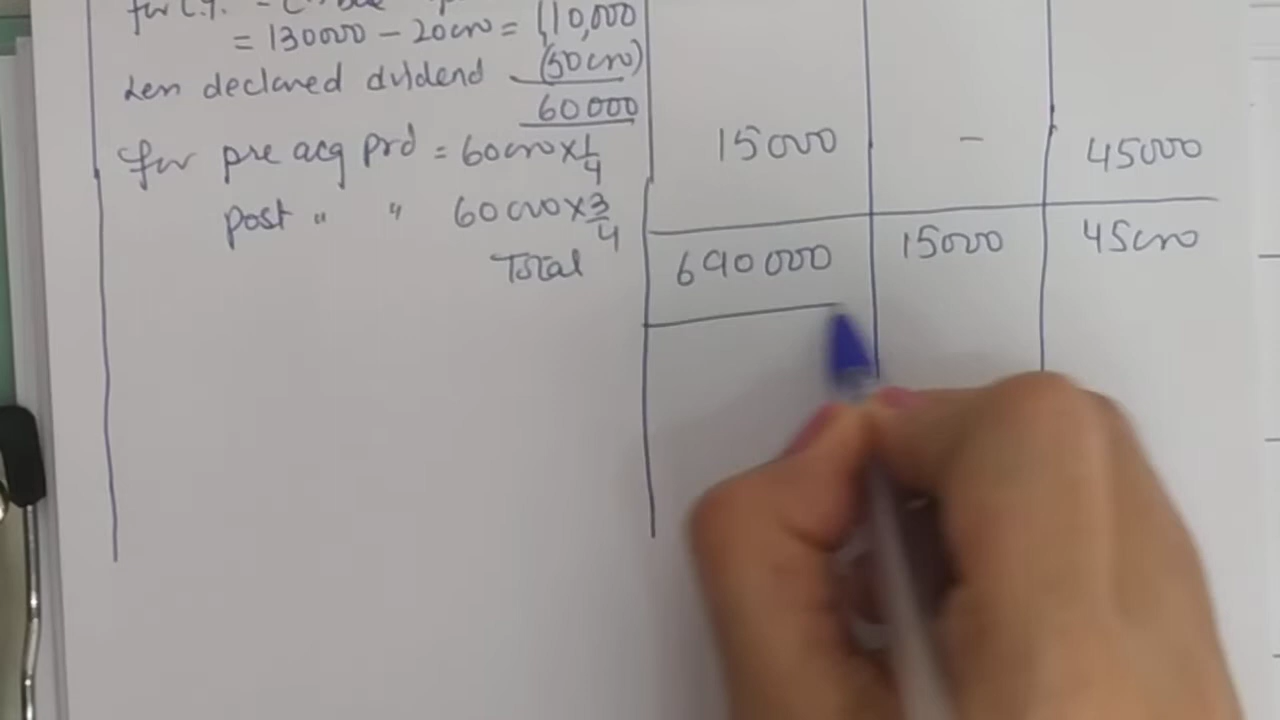 for C.Y.
= 130000 - 20000 = 110,000
Less declared dividend (50000)
60000
for pre acq prd = 60000 × 1/4 15000 - 45000
post " " 60000 × 3/4
Total 690000 15000 45000